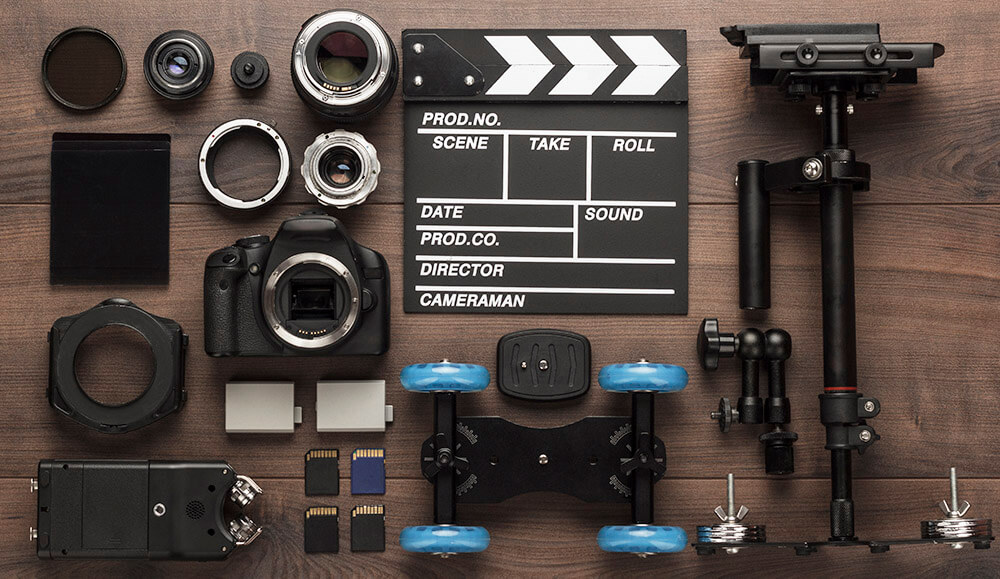 PROD.NO.
SCENE TAKE ROLL
DATE SOUND
PROD.CO.
DIRECTOR
CAMERAMAN